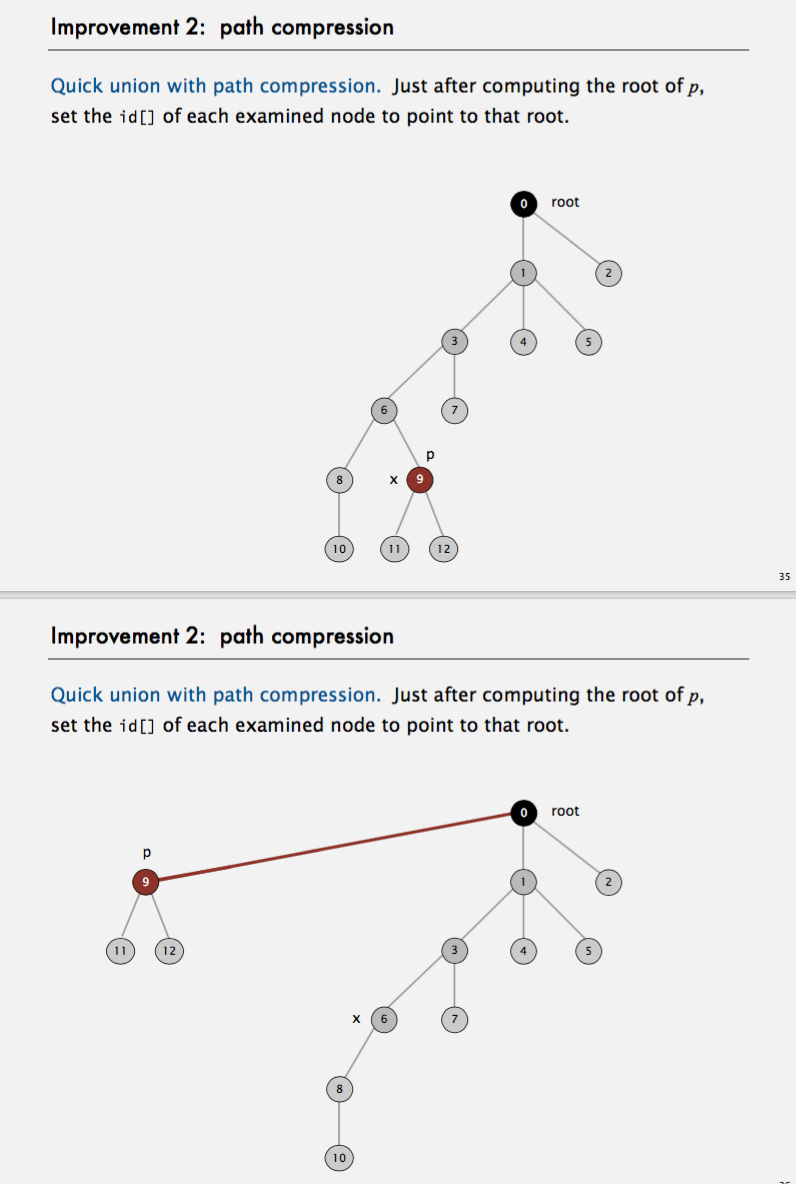 Improvement 2: path compression
Quick union with path compression. Just after computing the root of p,
set the id[] of each examined node to point to that root.
0 root
1 2
3 4 5
6 7
p
8 x 9
10 11 12
35
Improvement 2: path compression
Quick union with path compression. Just after computing the root of p,
set the id[] of each examined node to point to that root.
0 root
p
9 1 2
11 12 3 4 5
x 6 7
8
10